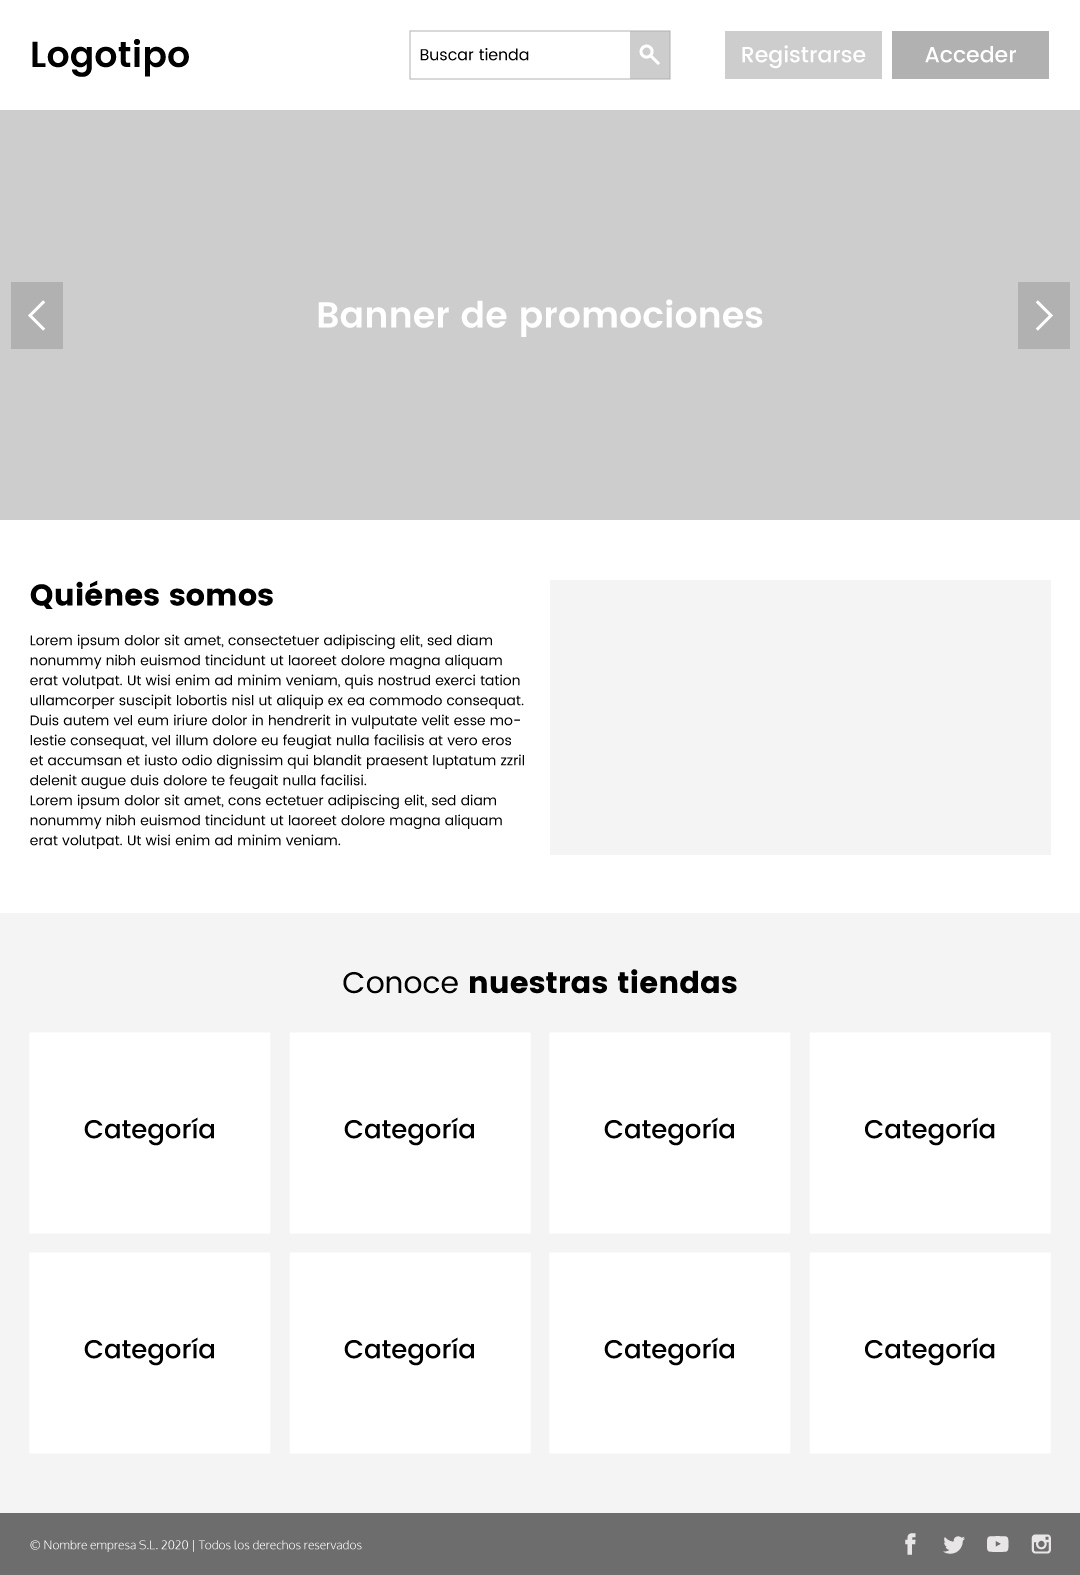 Logotipo
Buscar tienda
Registrarse
Acceder
Banner de promociones
Quiénes somos
Lorem ipsum dolor sit amet, consectetuer adipiscing elit, sed diam
nonummy nibh euismod tincidunt ut laoreet dolore magna aliquam
erat volutpat. Ut wisi enim ad minim veniam, quis nostrud exerci tation
ullamcorper suscipit lobortis nisl ut aliquip ex ea commodo consequat.
Duis autem vel eum iriure dolor in hendrerit in vulputate velit esse mo-
lestie consequat, vel illum dolore eu feugiat nulla facilisis at vero eros
et accumsan et iusto odio dignissim qui blandit praesent luptatum zzril
delenit augue duis dolore te feugait nulla facilisi.
Lorem ipsum dolor sit amet, cons ectetuer adipiscing elit, sed diam
nonummy nibh euismod tincidunt ut laoreet dolore magna aliquam
erat volutpat. Ut wisi enim ad minim veniam.
Conoce nuestras tiendas
Categoría
Categoría
Categoría
Categoría
Categoría
Categoría
Categoría
Categoría
© Nombre empresa S.L. 2020 | Todos los derechos reservados